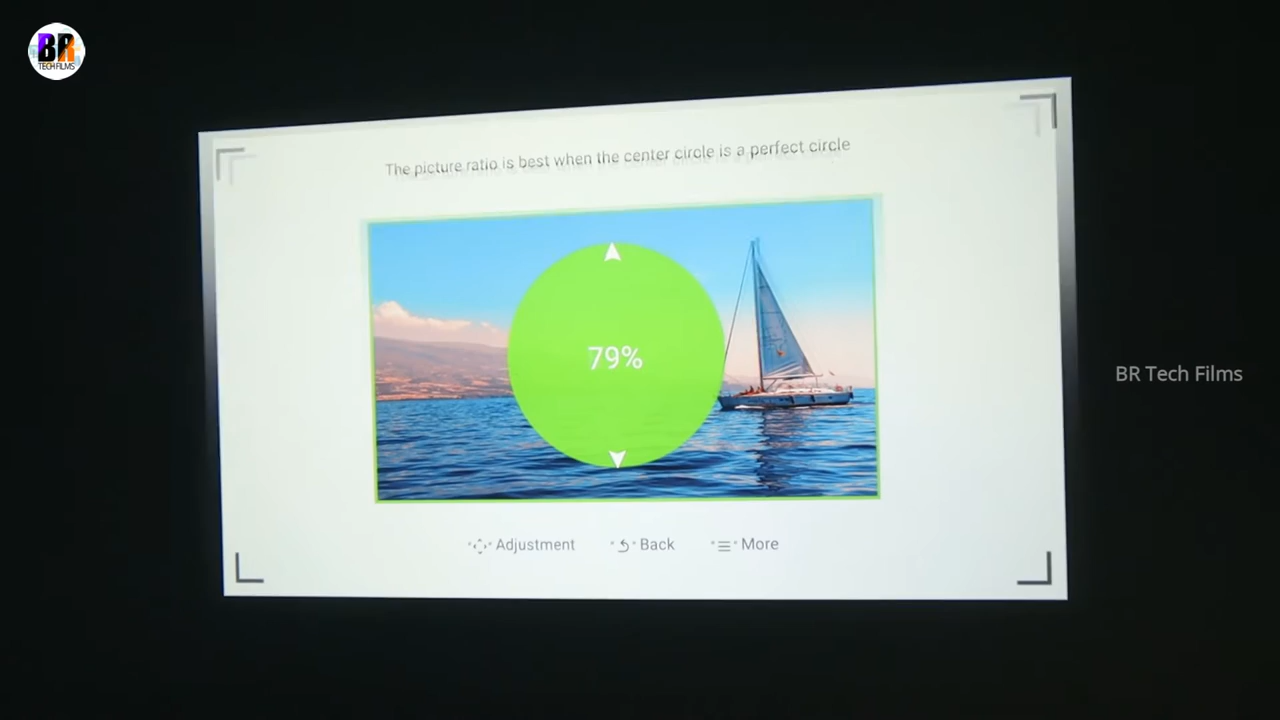 BR
TECH FILMS
The picture ratio is best when the center circle is a perfect circle
79%
BR Tech Films
Adjustment Back More